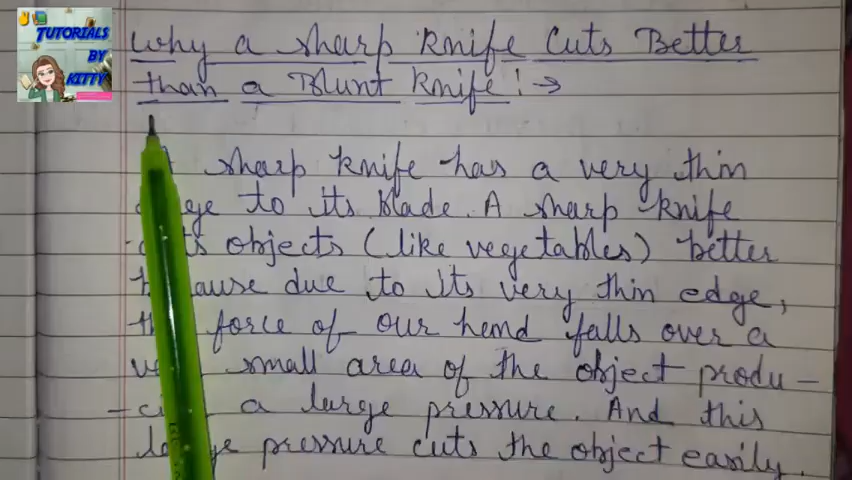 TUTORIALS
BY
KITTY
Why a sharp knife Cuts Better
than a Blunt knife :→
sharp knife has a very thin
to its blade. A sharp knife
objects (like vegetables) better
due to its very thin edge,
force of our hend falls over a
small area of the object produ-
a large pressure. And this
pressure cuts the object easily.